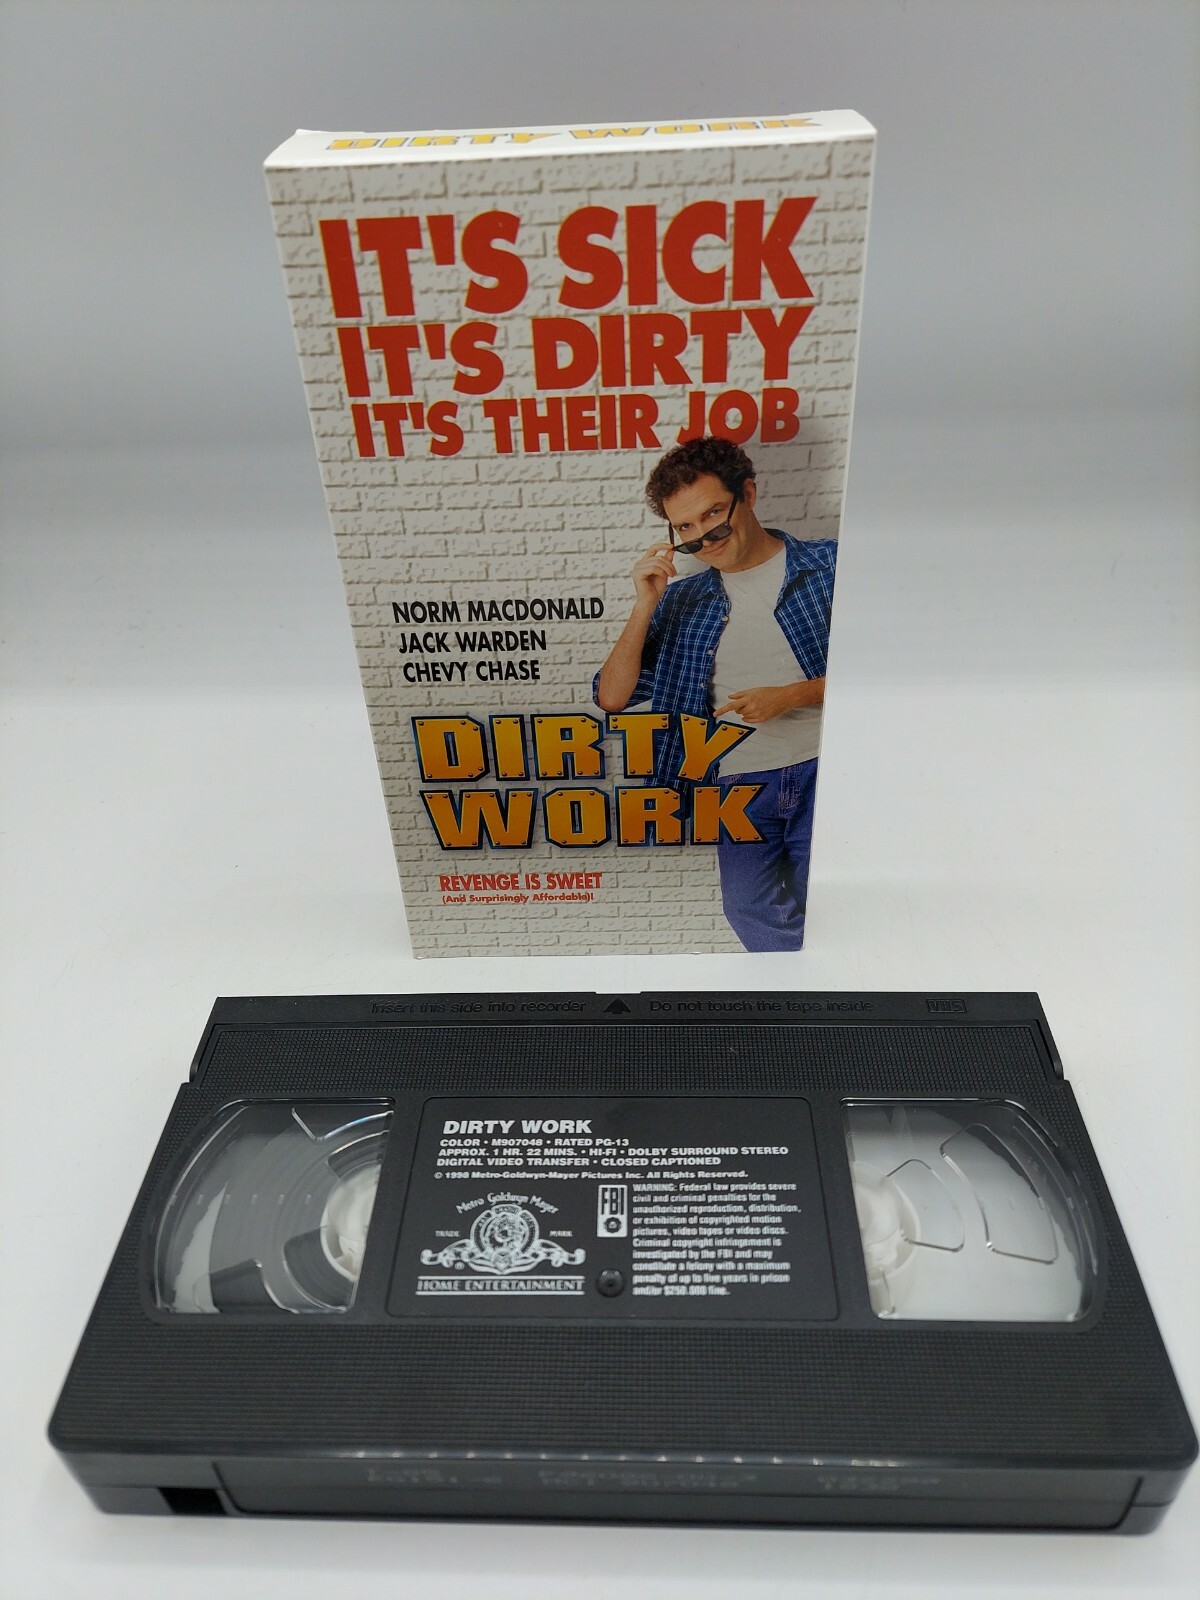 DIRTY WORK
IT'S SICK
IT'S DIRTY
IT'S THEIR JOB
NORM MACDONALD
JACK WARDEN
CHEVY CHASE
DIRTY
WORK
REVENGE IS SWEET
(And Surprisingly Affordable)!
Insert this side into recorder Do not touch the tape inside VHS
DIRTY WORK
COLOR • M907048 • RATED PG-13
APPROX. 1 HR. 22 MINS. • HI-FI • DOLBY SURROUND STEREO
DIGITAL VIDEO TRANSFER • CLOSED CAPTIONED
© 1998 Metro-Goldwyn-Mayer Pictures Inc. All Rights Reserved.
Metro Goldwyn Mayer
TRADE MARK
®
HOME ENTERTAINMENT
FBI
WARNING: Federal law provides severe
civil and criminal penalties for the
unauthorized reproduction, distribution,
or exhibition of copyrighted motion
pictures, video tapes or video discs.
Criminal copyright infringement is
investigated by the FBI and may
constitute a felony with a maximum
penalty of up to five years in prison
and/or $250,000 fine.